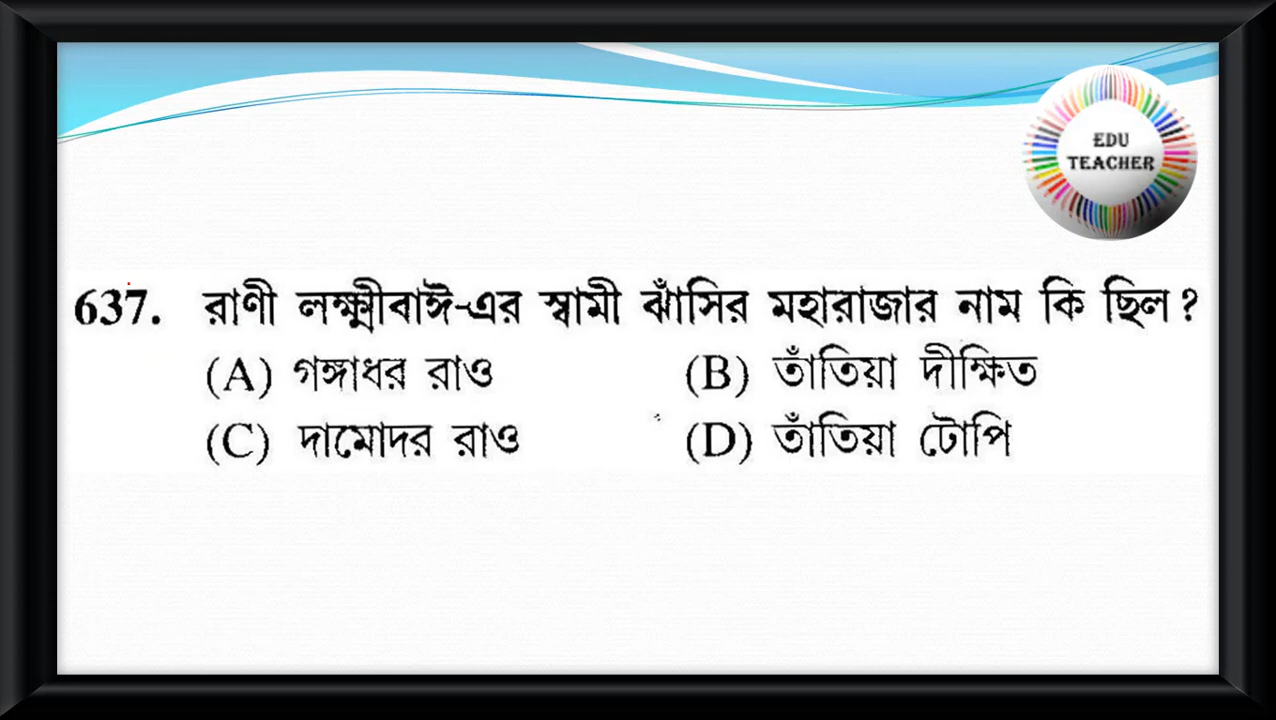 EDU
TEACHER
637. রাণী লক্ষ্মীবাঈ-এর স্বামী ঝাঁসির মহারাজার নাম কি ছিল?
(A) গঙ্গাধর রাও (B) তাঁতিয়া দীক্ষিত
(C) দামোদর রাও (D) তাঁতিয়া টোপি